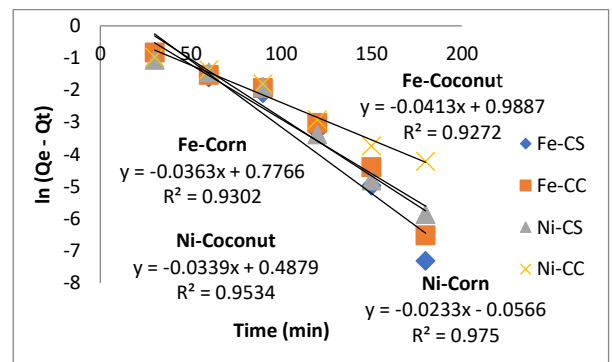 0
0 50 100 150 200
-1
-2
-3
-4
-5
-6
-7
-8
ln (Qe - Qt)
Time (min)
Fe-Coconut
y = -0.0413x + 0.9887
R² = 0.9272
Fe-Corn
y = -0.0363x + 0.7766
R² = 0.9302
Ni-Coconut
y = -0.0339x + 0.4879
R² = 0.9534
Ni-Corn
y = -0.0233x - 0.0566
R² = 0.975
Fe-CS
Fe-CC
Ni-CS
Ni-CC